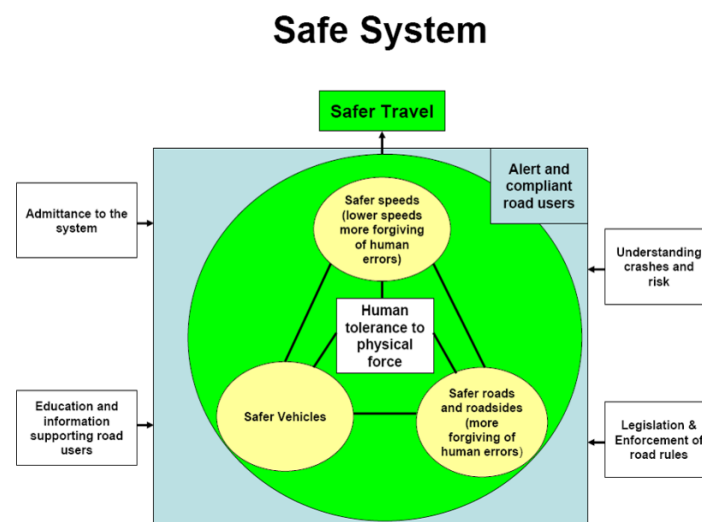 Safe System
Safer Travel
Alert and
compliant
road users
Admittance to the
system
Safer speeds
(lower speeds
more forgiving
of human
errors)
Understanding
crashes and
risk
Human
tolerance to
physical
force
Education and
information
supporting road
users
Safer Vehicles
Safer roads
and roadsides
(more
forgiving of
human errors)
Legislation &
Enforcement of
road rules